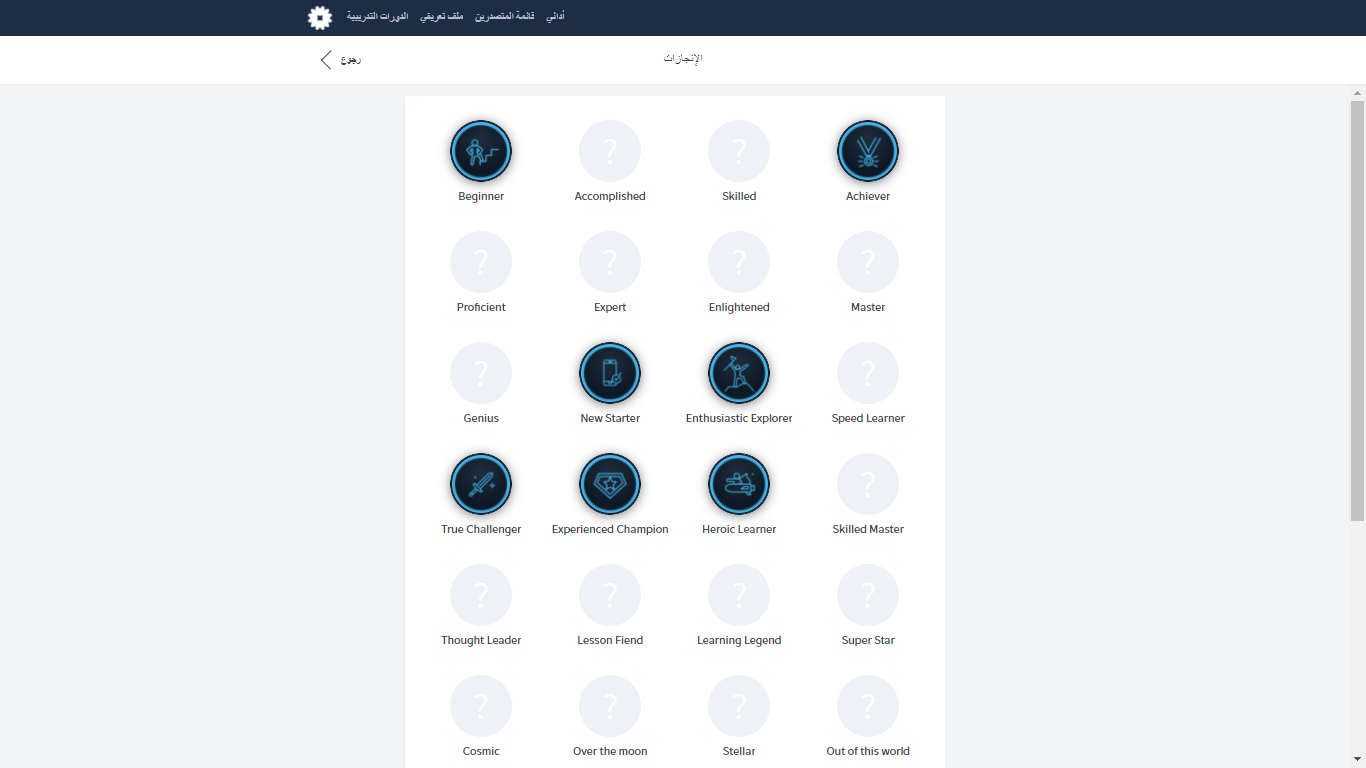 الدورات التدريبية ملف تعريفي قائمة المتصدرين أدائي
رجوع
الإنجازات
Beginner Accomplished Skilled Achiever
? ?
Proficient Expert Enlightened Master
? ? ? ?
Genius New Starter Enthusiastic Explorer Speed Learner
? ?
True Challenger Experienced Champion Heroic Learner Skilled Master
?
Thought Leader Lesson Fiend Learning Legend Super Star
? ? ? ?
Cosmic Over the moon Stellar Out of this world
? ? ? ?